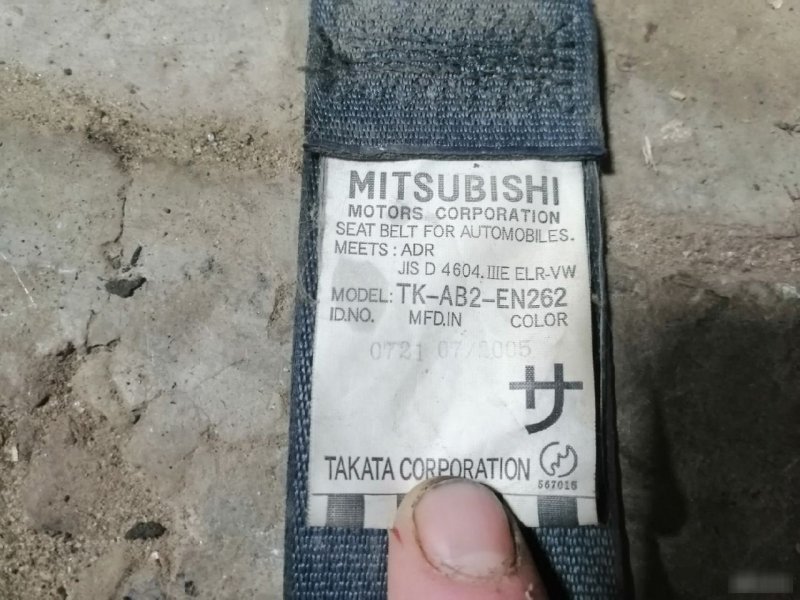 MITSUBISHI
MOTORS CORPORATION
SEAT BELT FOR AUTOMOBILES.
MEETS: ADR
JIS D 4604.IIIE ELR-VW
MODEL: TK-AB2-EN262
ID.NO. MFD.IN COLOR
0721 07/2005
サ
TAKATA CORPORATION
567015